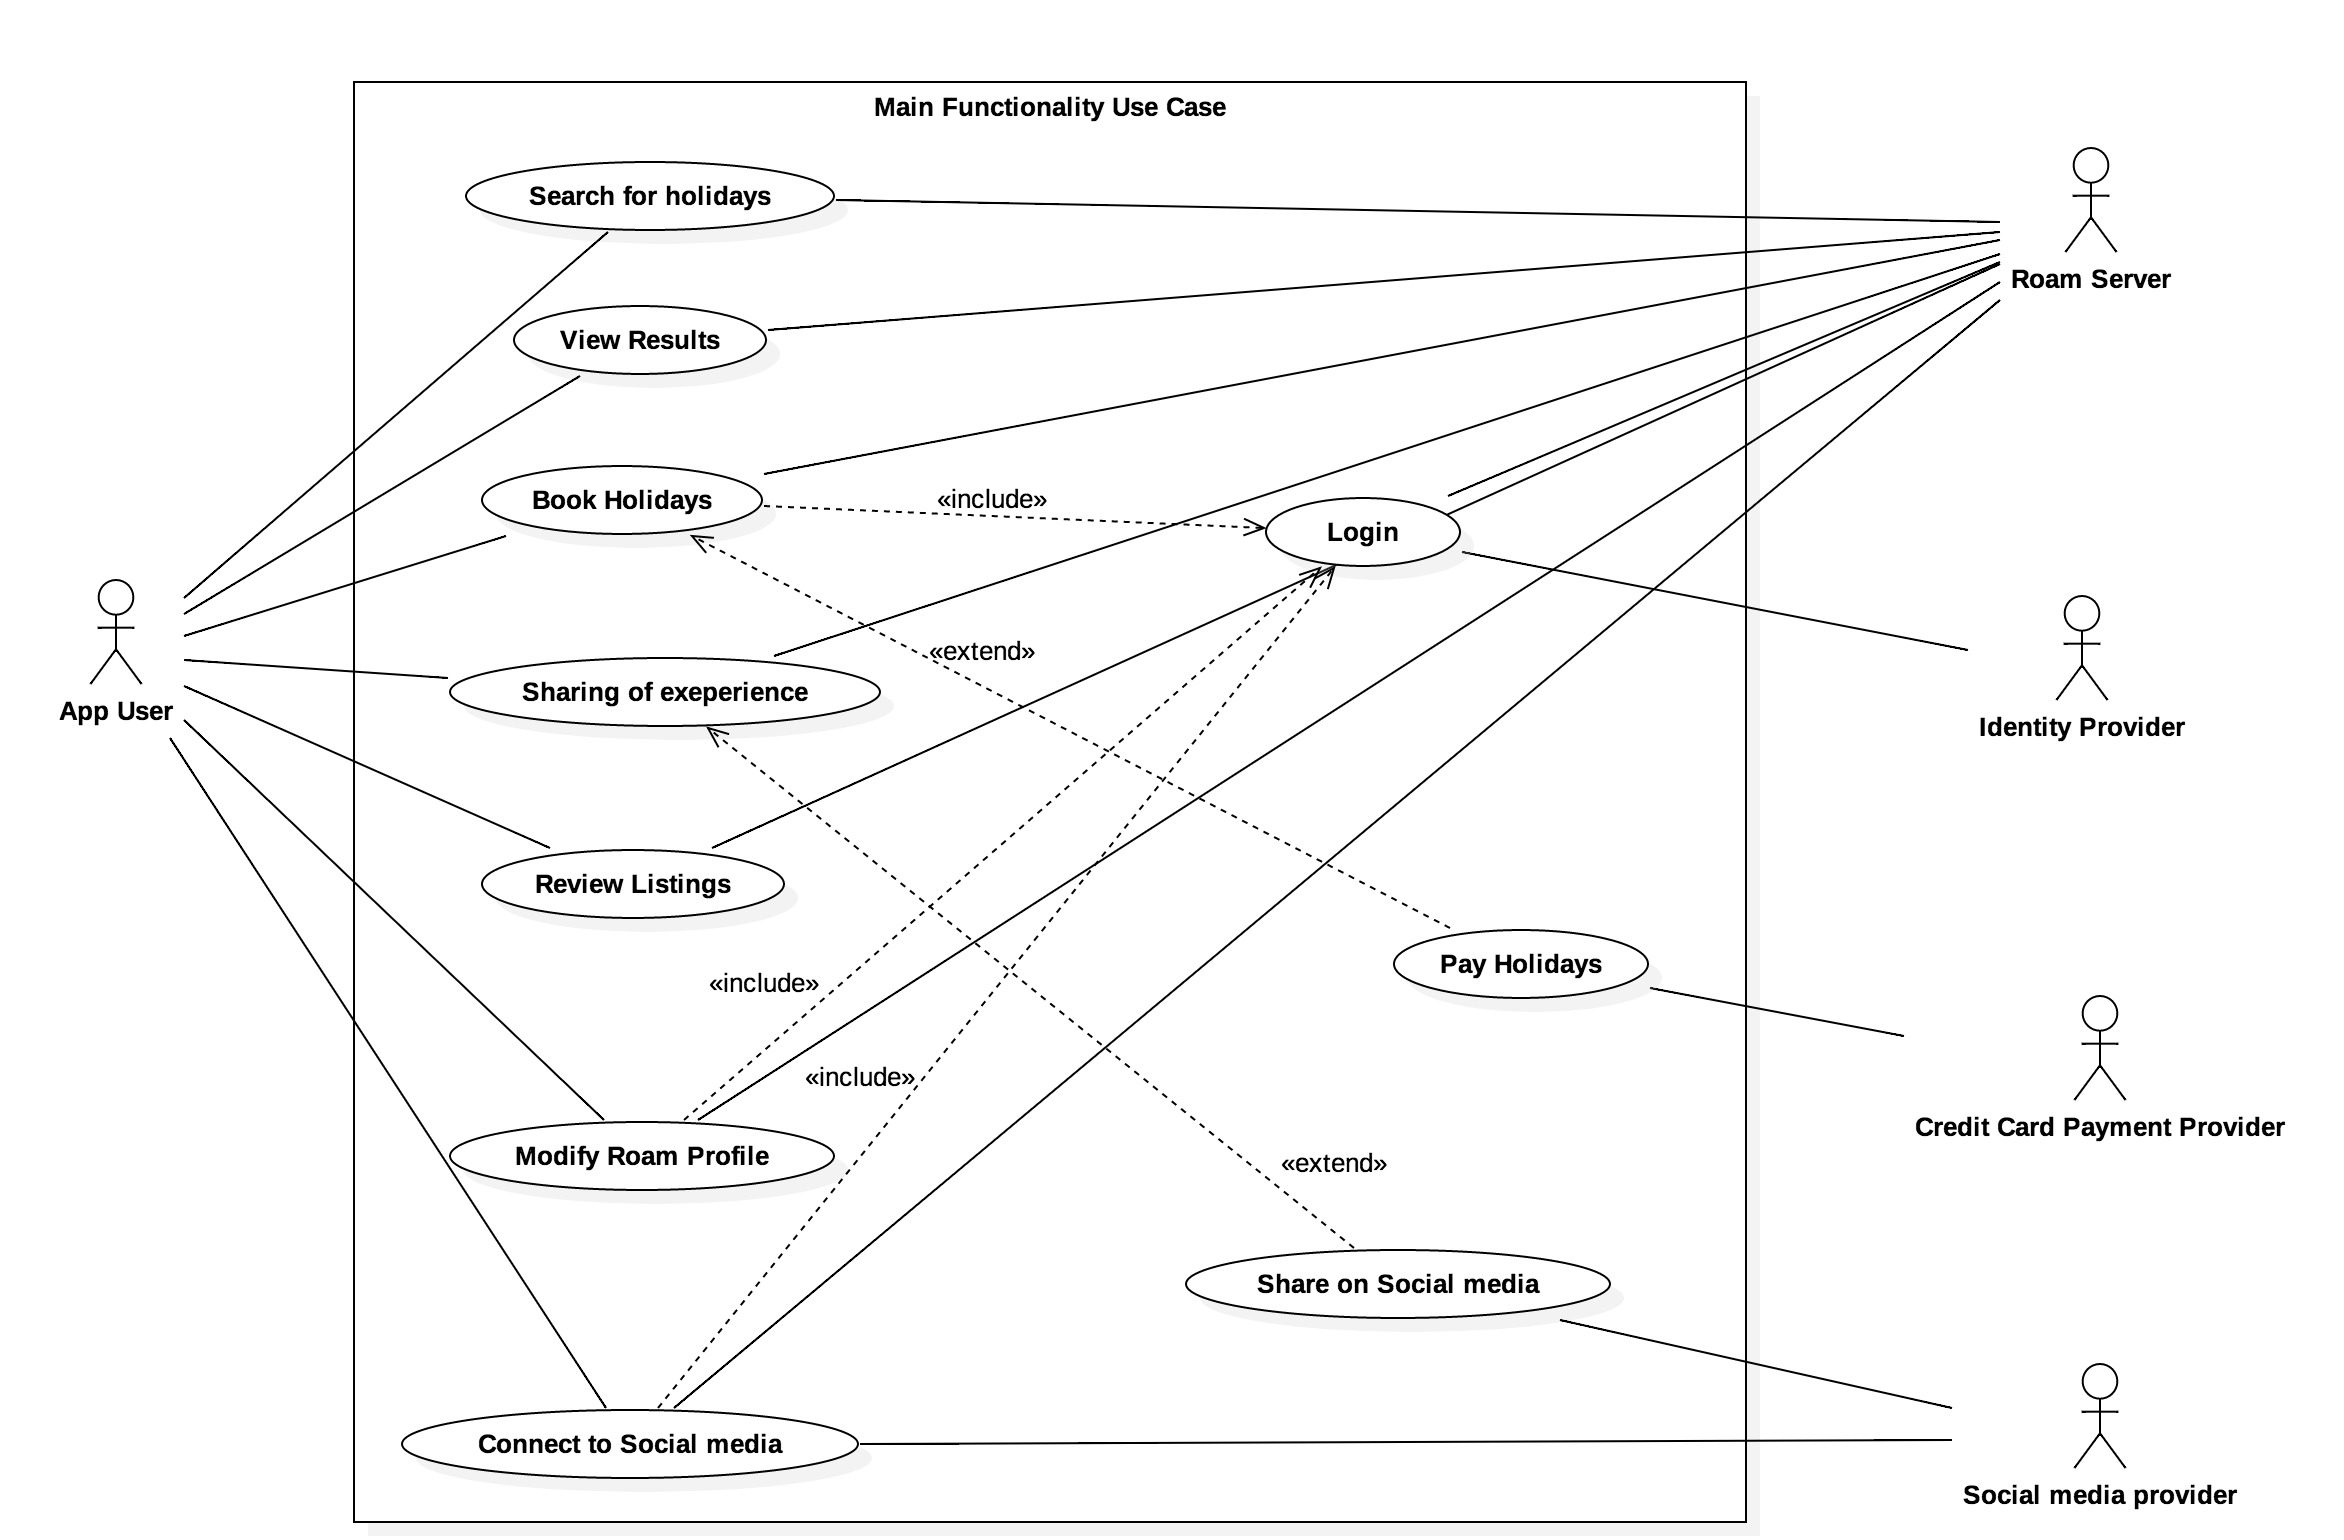 Main Functionality Use Case
Search for holidays
Roam Server
View Results
Book Holidays
«include»
Login
«extend»
Sharing of exeperience
App User
Identity Provider
Review Listings
Pay Holidays
«include»
«include»
Credit Card Payment Provider
Modify Roam Profile
«extend»
Share on Social media
Connect to Social media
Social media provider